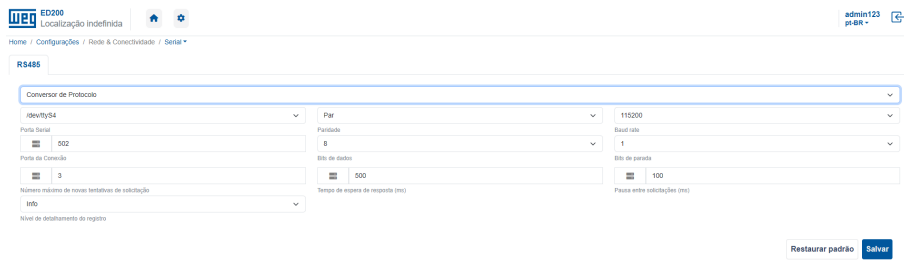 WEG ED200
Localização indefinida
admin123
pt-BR
Home / Configurações / Rede & Conectividade / Serial
RS485
Conversor de Protocolo
/dev/ttyS4 Par 115200
Porta Serial Paridade Baud rate
502 8 1
Porta da Conexão Bits de dados Bits de parada
3 500 100
Número máximo de novas tentativas de solicitação Tempo de espera de resposta (ms) Pausa entre solicitações (ms)
Info
Nível de detalhamento do registro
Restaurar padrão Salvar